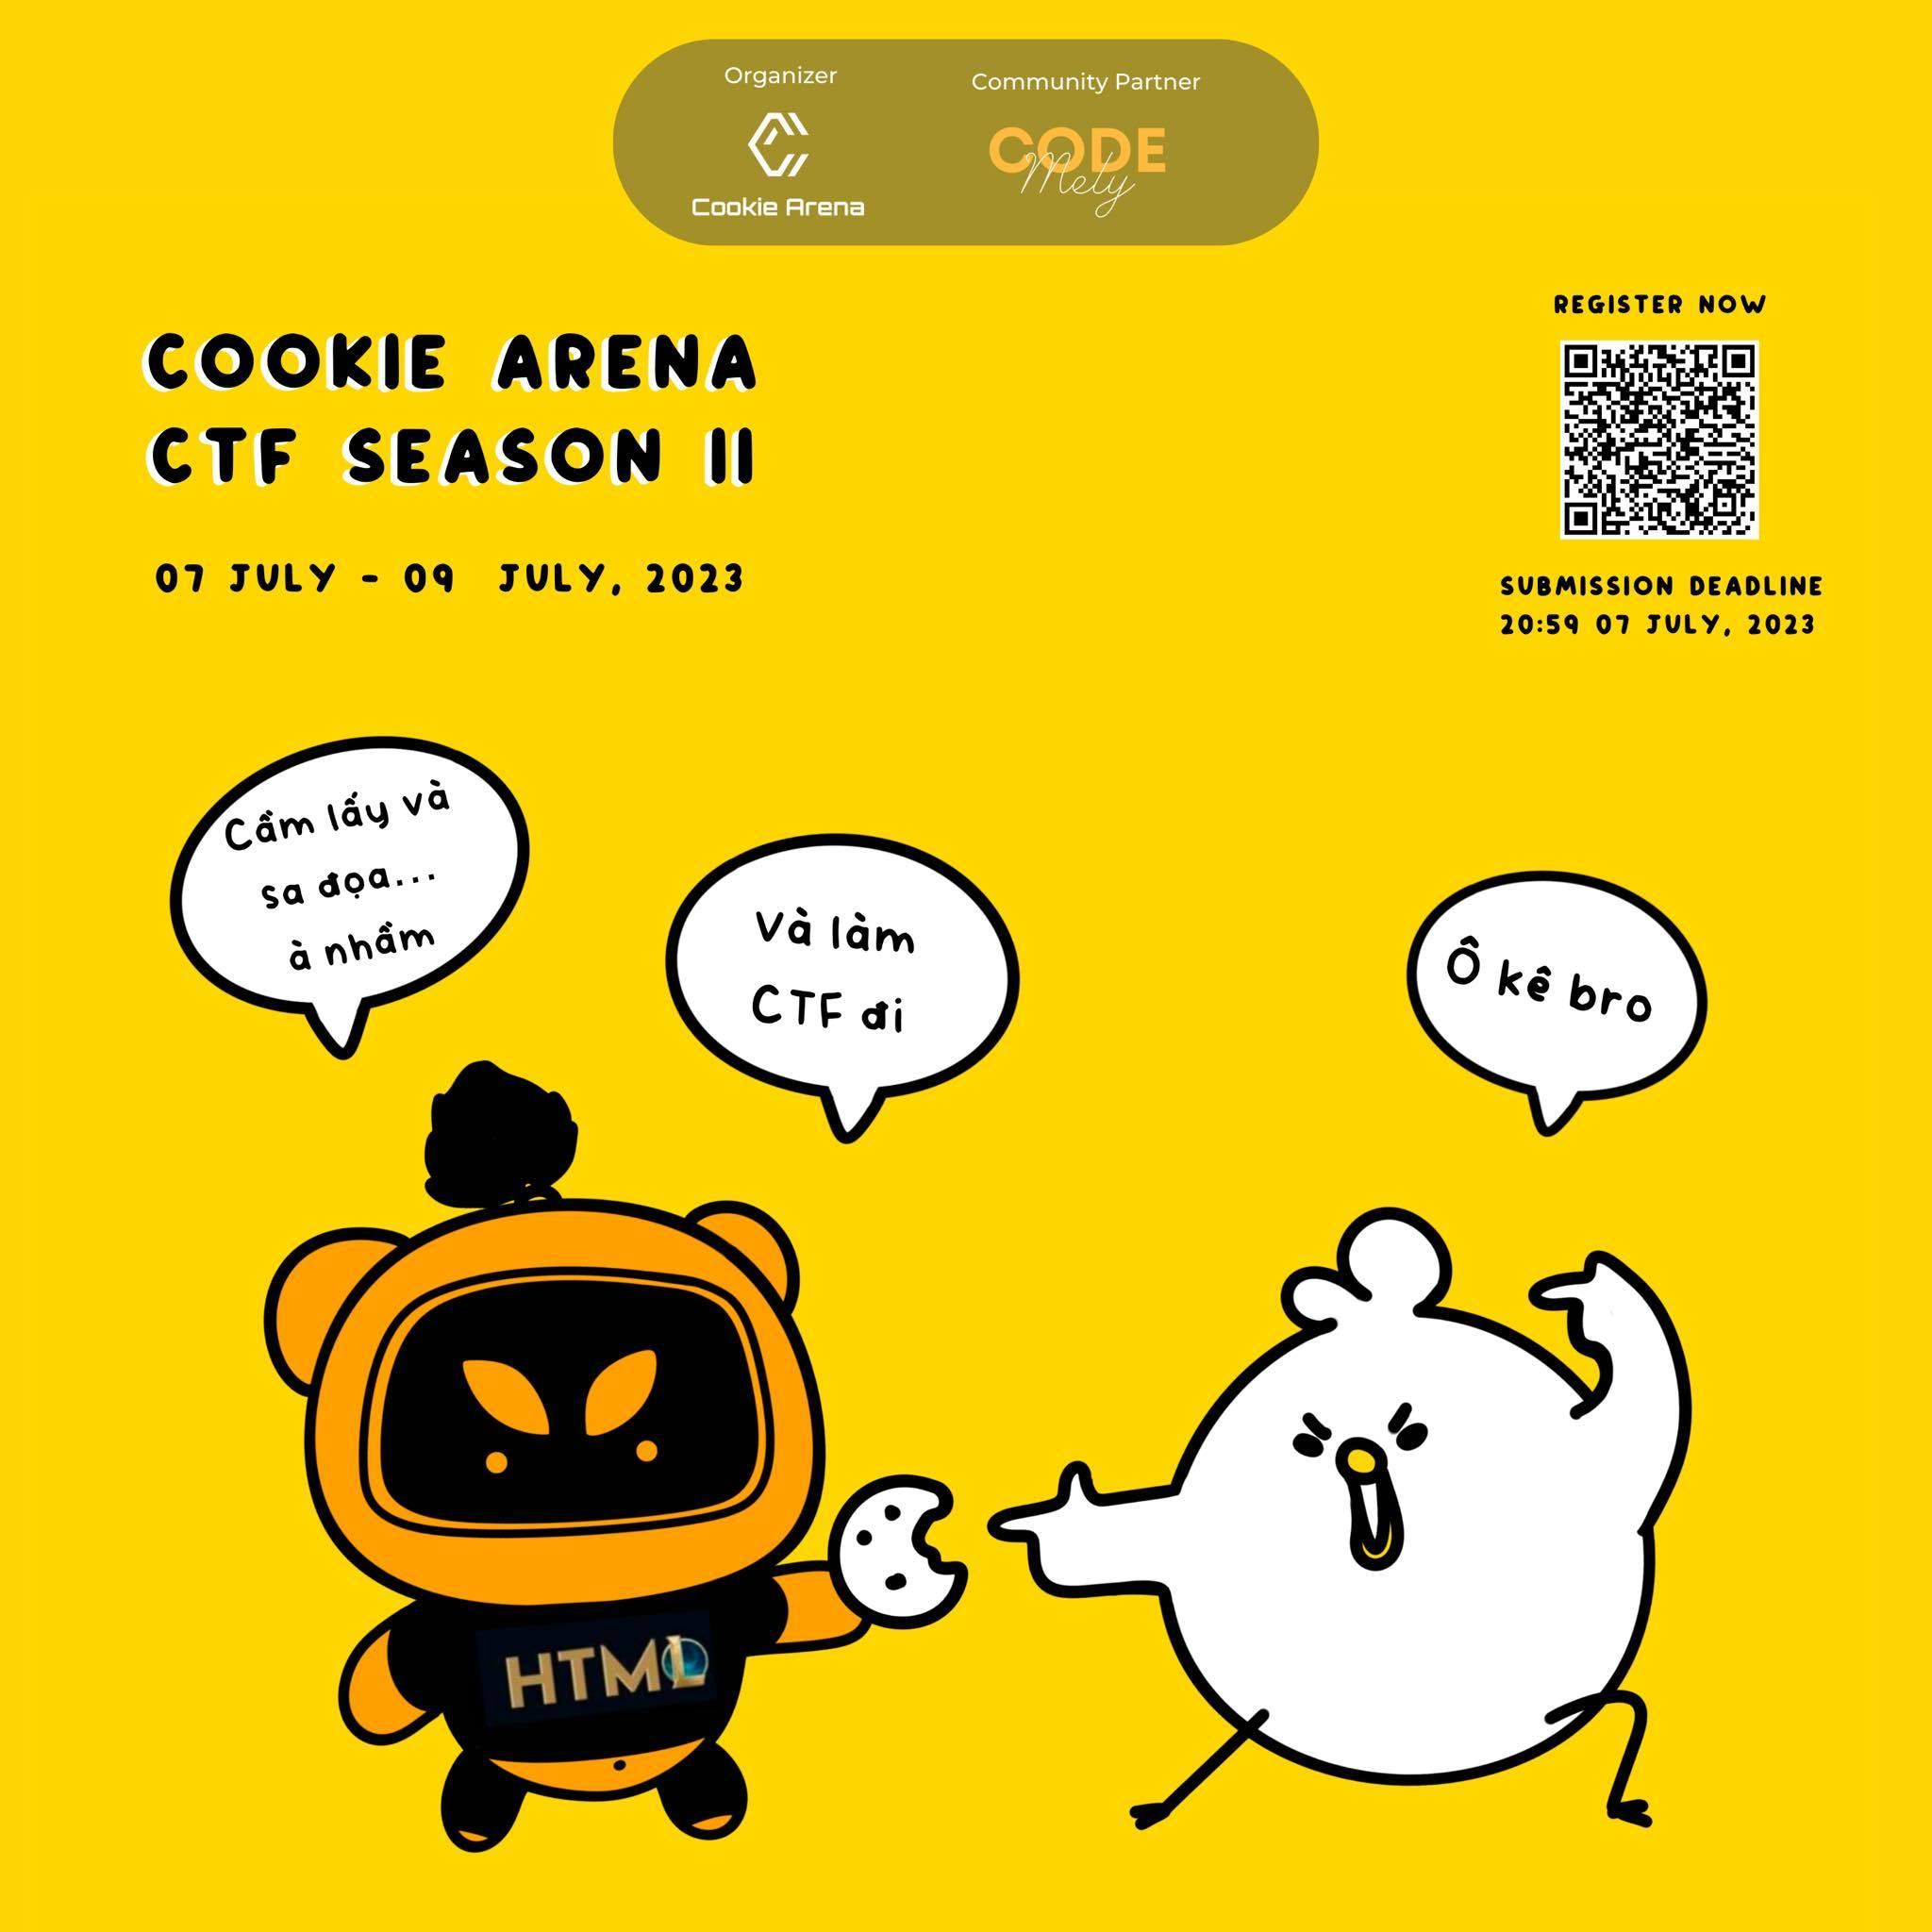 Organizer
Community Partner
CODE
Mely
Cookie Arena
COOKIE ARENA
CTF SEASON II
07 JULY - 09 JULY, 2023
REGISTER NOW
SUBMISSION DEADLINE
20:59 07 JULY, 2023
Cầm lấy và
sa đọa...
à nhầm
Và làm
CTF đi
Ô kê bro
HTML